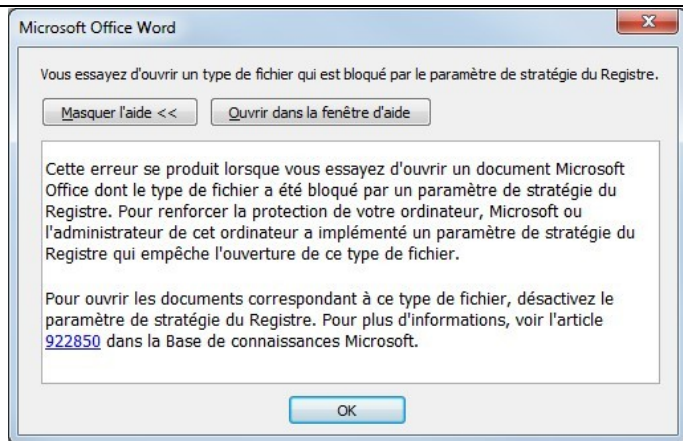 Microsoft Office Word
Vous essayez d'ouvrir un type de fichier qui est bloqué par le paramètre de stratégie du Registre.
Masquer l'aide <<
Ouvrir dans la fenêtre d'aide
Cette erreur se produit lorsque vous essayez d'ouvrir un document Microsoft
Office dont le type de fichier a été bloqué par un paramètre de stratégie du
Registre. Pour renforcer la protection de votre ordinateur, Microsoft ou
l'administrateur de cet ordinateur a implémenté un paramètre de stratégie du
Registre qui empêche l'ouverture de ce type de fichier.
Pour ouvrir les documents correspondant à ce type de fichier, désactivez le
paramètre de stratégie du Registre. Pour plus d'informations, voir l'article
922850 dans la Base de connaissances Microsoft.
OK